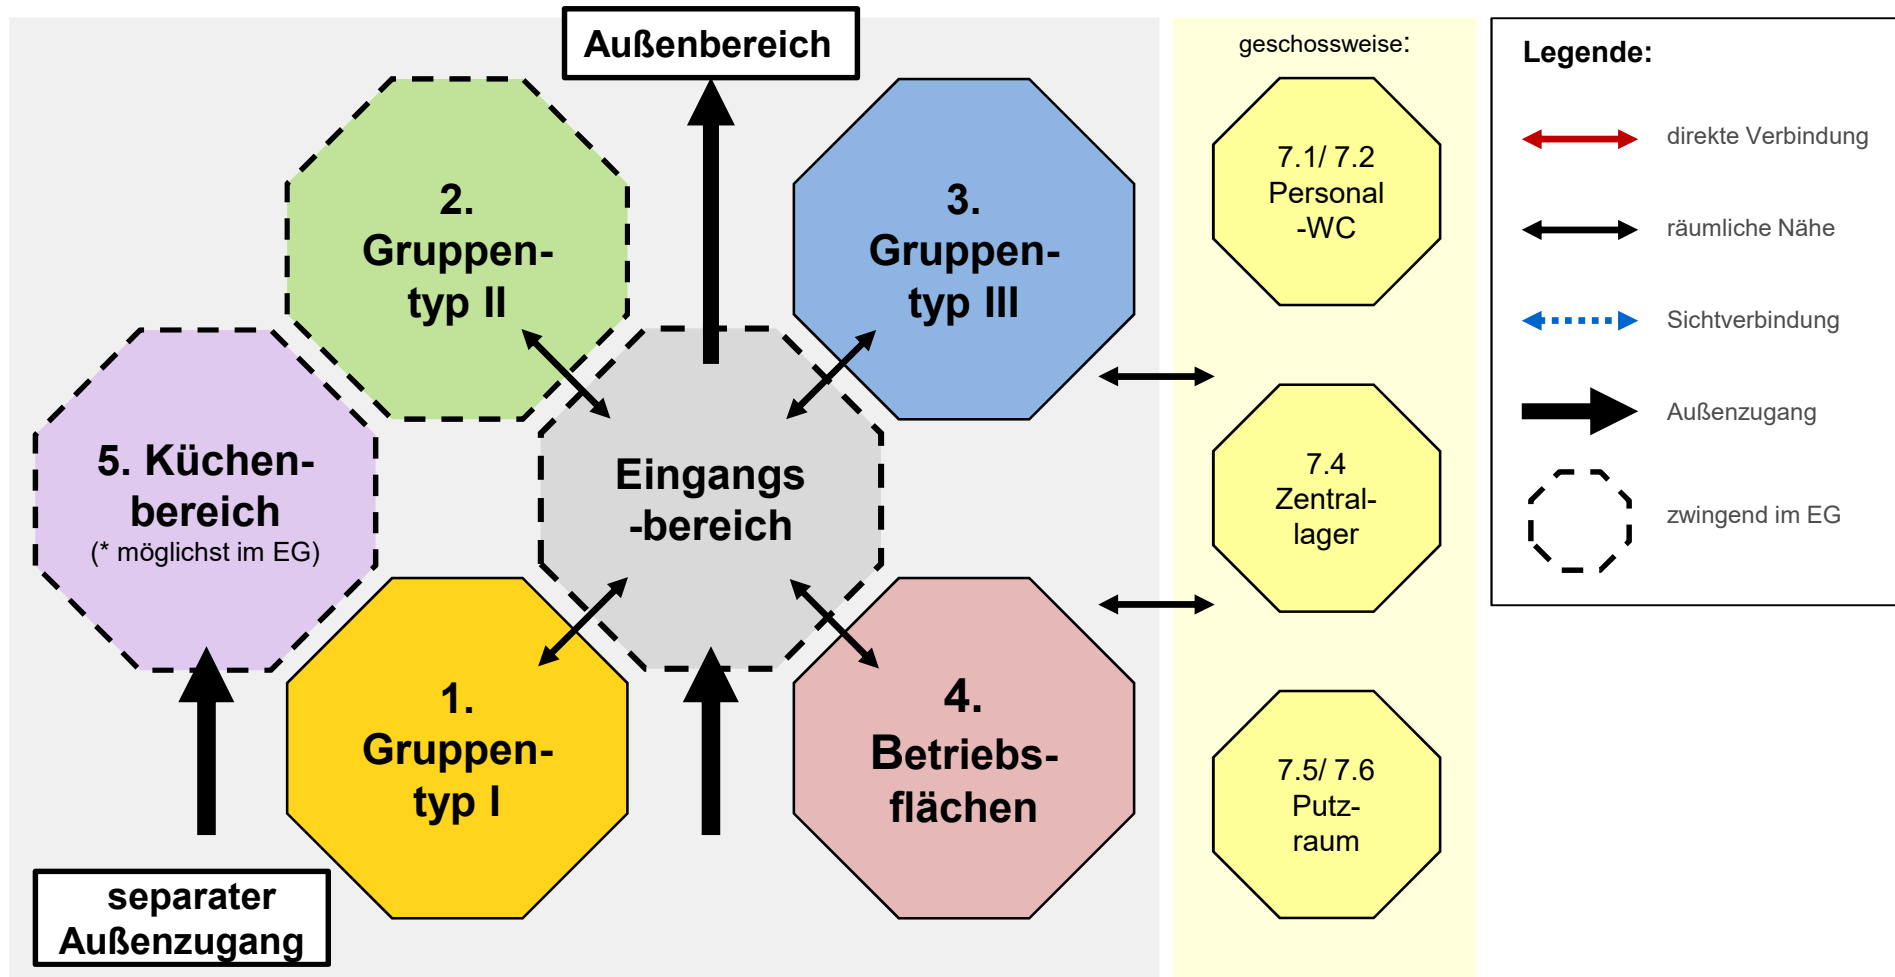 Außenbereich
2.
Gruppen-
typ II
3.
Gruppen-
typ III
5. Küchen-
bereich
(* möglichst im EG)
Eingangs
-bereich
1.
Gruppen-
typ I
4.
Betriebs-
flächen
separater
Außenzugang
geschossweise:
7.1/ 7.2
Personal
-WC
7.4
Zentral-
lager
7.5/ 7.6
Putz-
raum
Legende:
direkte Verbindung
räumliche Nähe
Sichtverbindung
Außenzugang
zwingend im EG